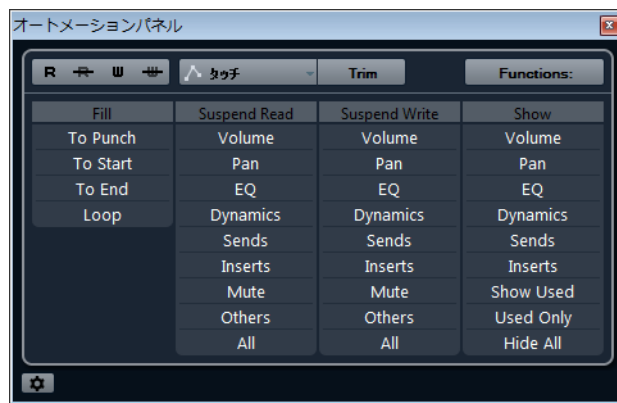 オートメーションパネル
R R W W タッチ Trim Functions:
Fill Suspend Read Suspend Write Show
To Punch Volume Volume Volume
To Start Pan Pan Pan
To End EQ EQ EQ
Loop Dynamics Dynamics Dynamics
Sends Sends Sends
Inserts Inserts Inserts
Mute Mute Show Used
Others Others Used Only
All All Hide All